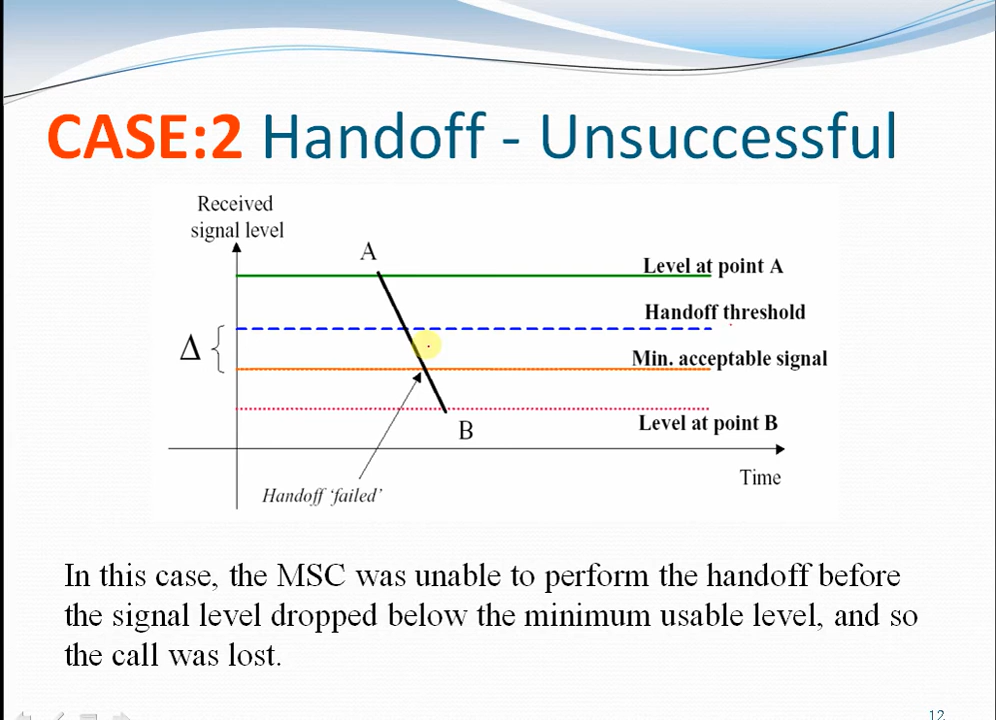 CASE:2 Handoff - Unsuccessful
Received
signal level
A
Level at point A
Handoff threshold
Δ {
Min. acceptable signal
Level at point B
B
Time
Handoff ‘failed’
In this case, the MSC was unable to perform the handoff before
the signal level dropped below the minimum usable level, and so
the call was lost.
12